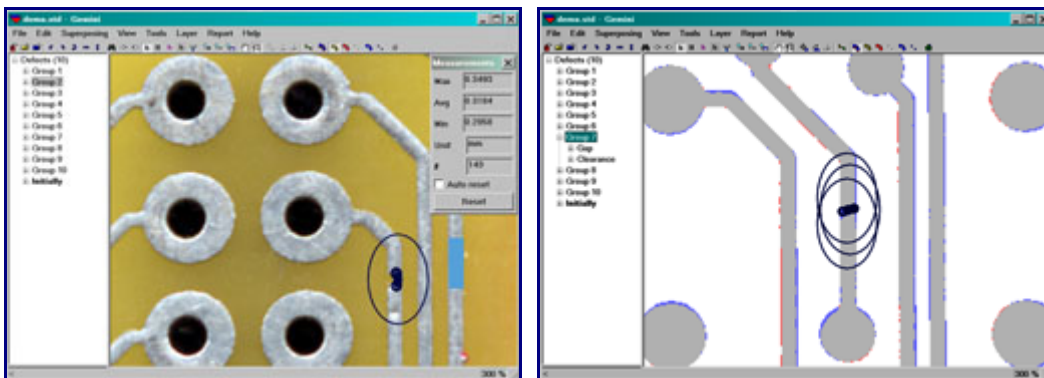 demo.std - Gemini
File Edit Superposing View Tools Layer Report Help
Defects (10)
Group 1
Group 2
Group 3
Group 4
Group 5
Group 6
Group 7
Group 8
Group 9
Group 10
Initially
Measurements
Max 0.3493
Avg 0.3184
Min 0.2958
Unit mm
# 143
Auto reset
Reset
300 %
demo.std - Gemini
File Edit Superposing View Tools Layer Report Help
Defects (10)
Group 1
Group 2
Group 3
Group 4
Group 5
Group 6
Group 7
Gap
Clearance
Group 8
Group 9
Group 10
Initially
300 %